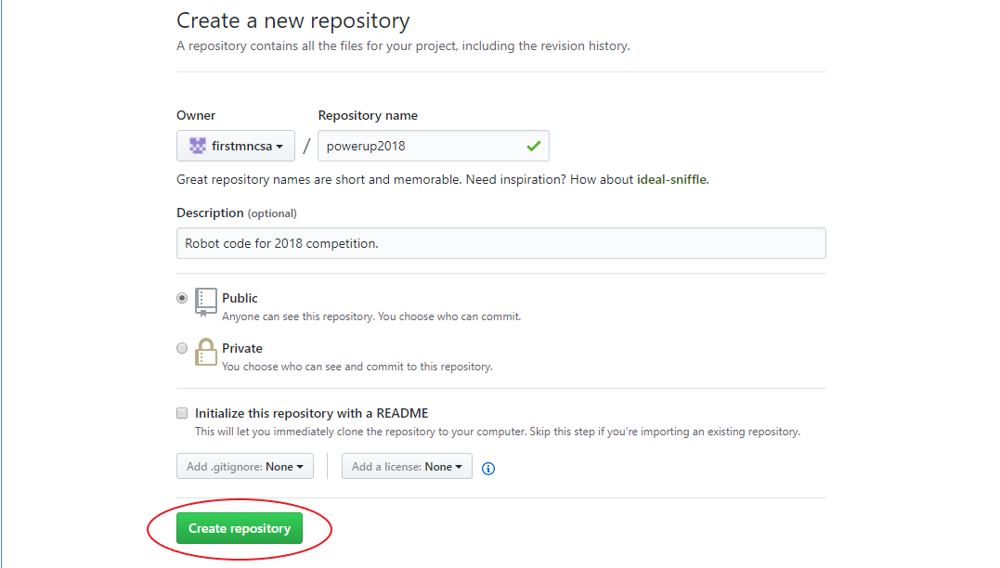 Create a new repository
A repository contains all the files for your project, including the revision history.
Owner Repository name
firstmncsa / powerup2018
Great repository names are short and memorable. Need inspiration? How about ideal-sniffle.
Description (optional)
Robot code for 2018 competition.
Public
Anyone can see this repository. You choose who can commit.
Private
You choose who can see and commit to this repository.
Initialize this repository with a README
This will let you immediately clone the repository to your computer. Skip this step if you're importing an existing repository.
Add .gitignore: None Add a license: None
Create repository